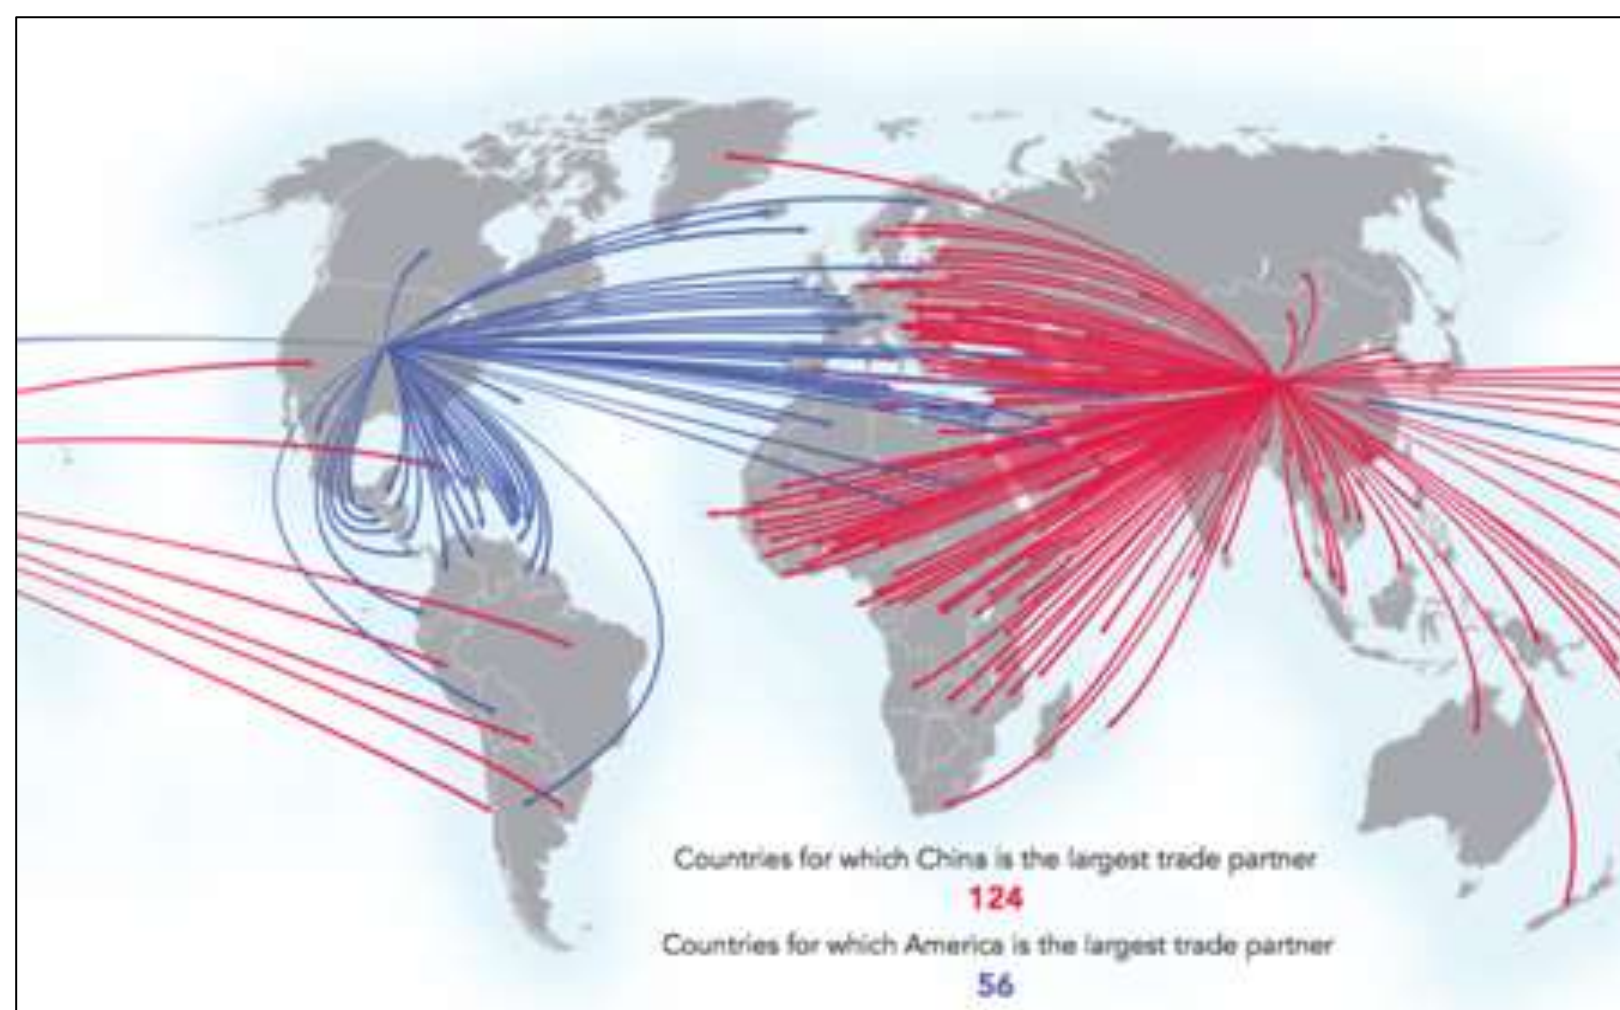 Countries for which China is the largest trade partner
124
Countries for which America is the largest trade partner
56